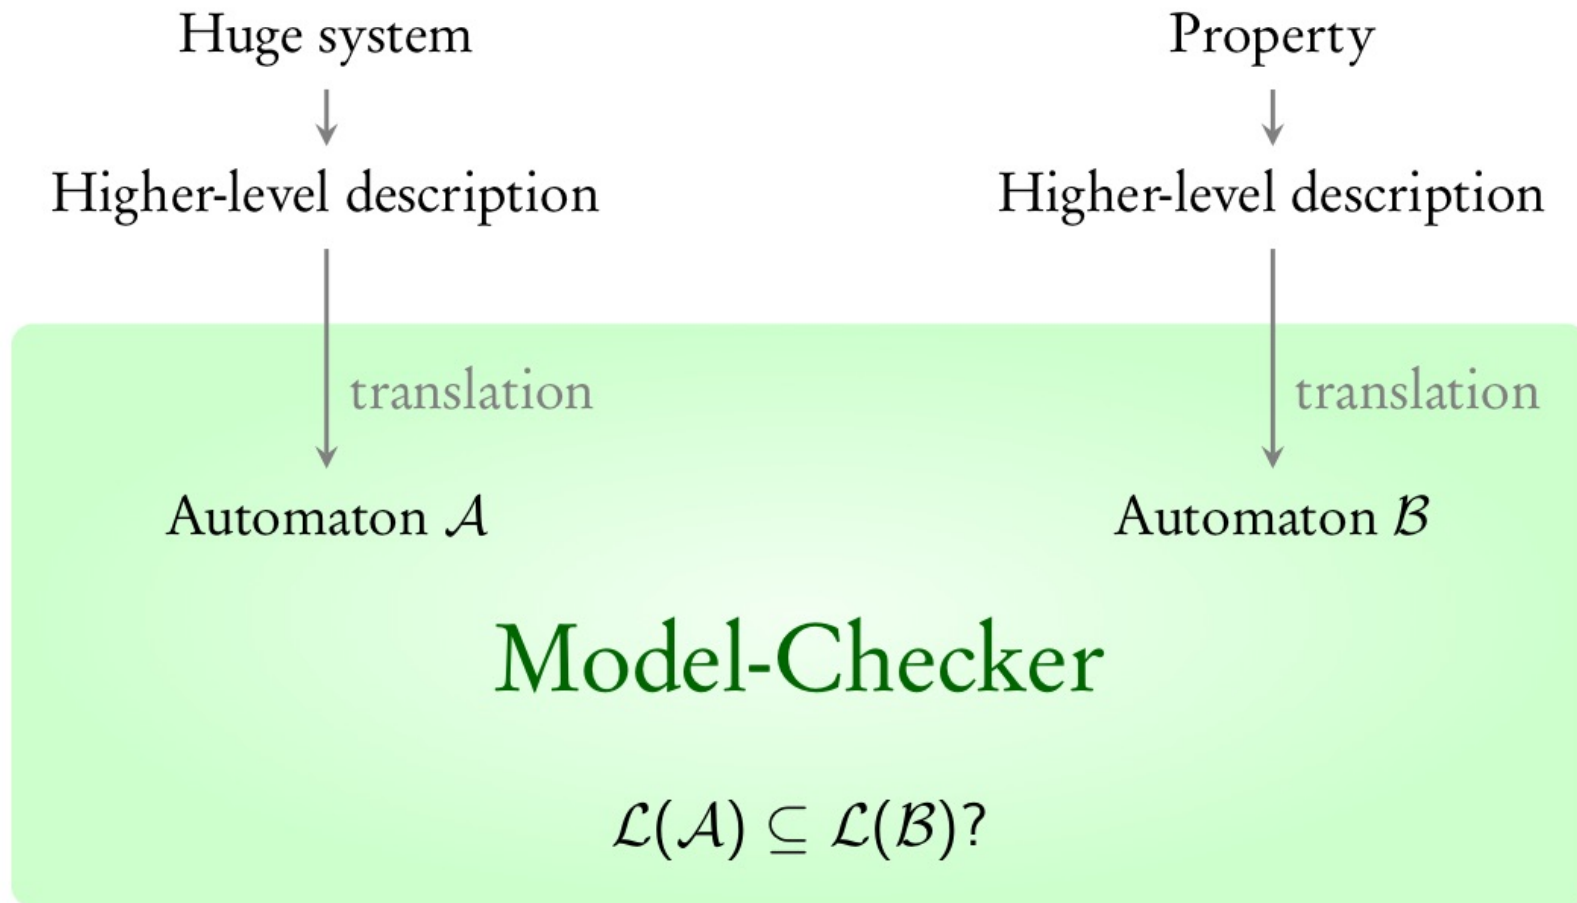 Huge system
Property
Higher-level description
Higher-level description
translation
translation
Automaton 𝒜
Automaton ℬ
Model-Checker
ℒ(𝒜) ⊆ ℒ(ℬ)?